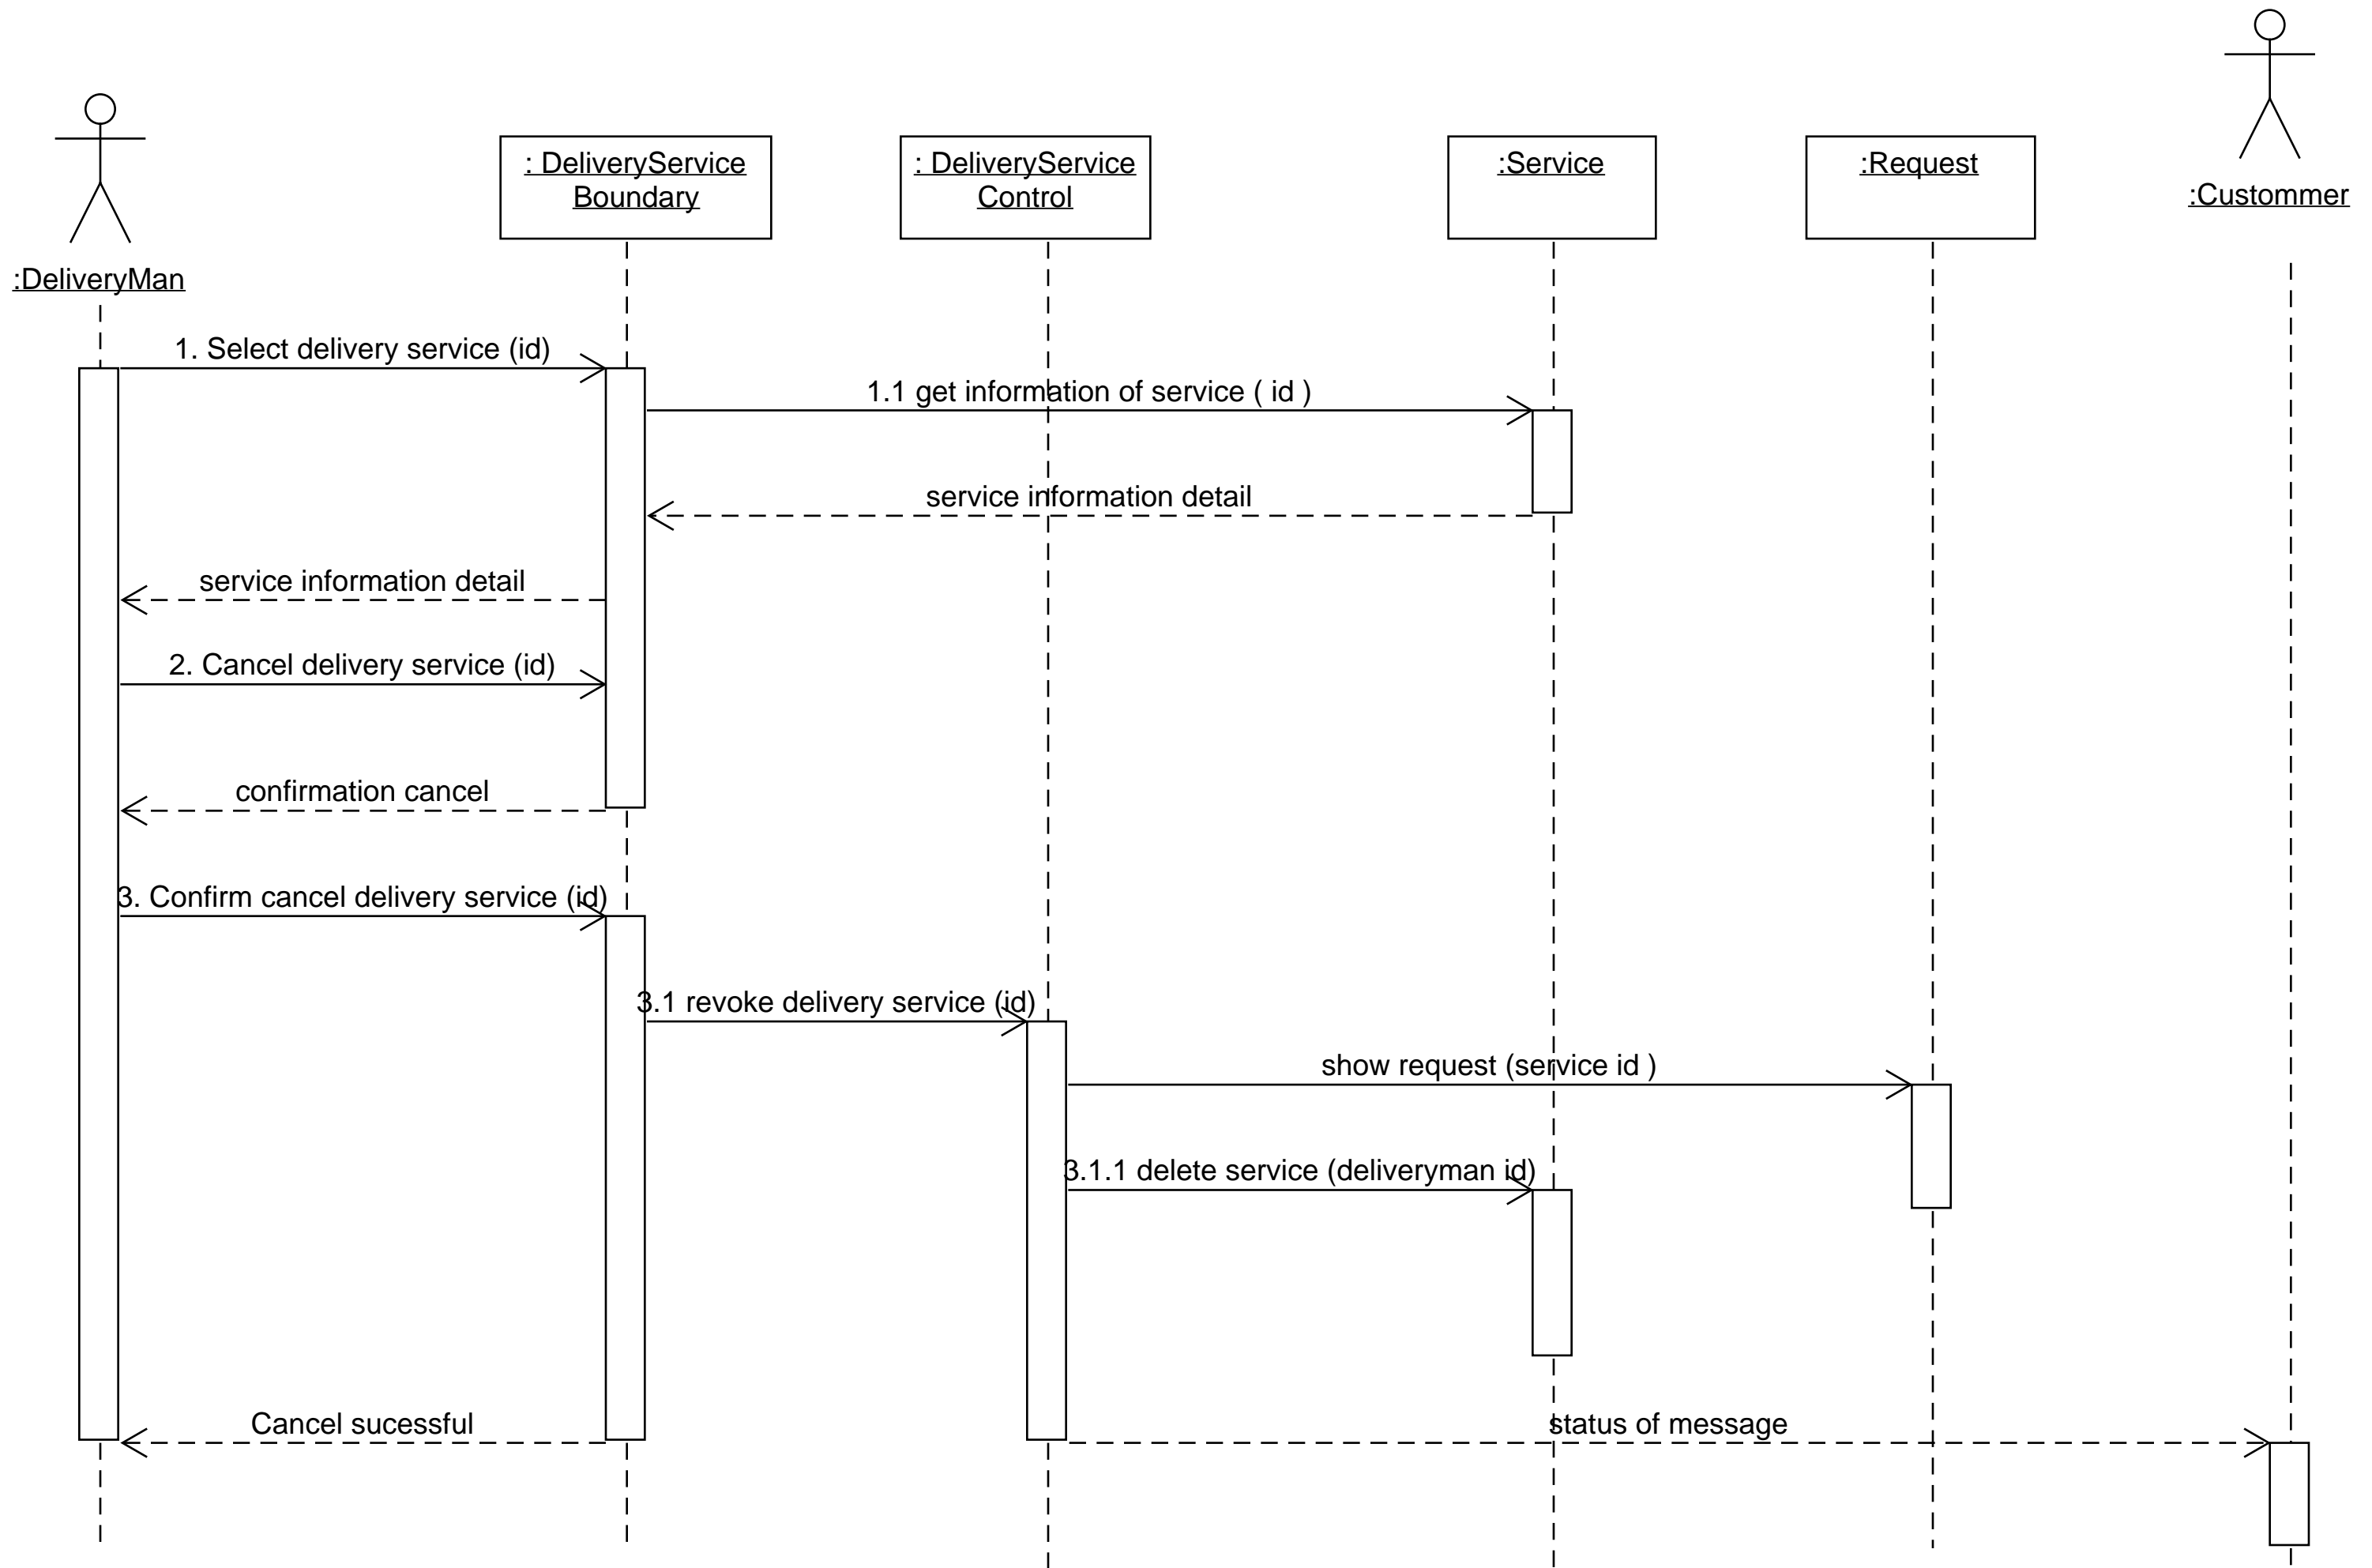 : DeliveryService
Boundary
: DeliveryService
Control
:Service
:Request
:Custommer
:DeliveryMan
1. Select delivery service (id)
1.1 get information of service ( id )
service information detail
service information detail
2. Cancel delivery service (id)
confirmation cancel
3. Confirm cancel delivery service (id)
3.1 revoke delivery service (id)
show request (service id )
3.1.1 delete service (deliveryman id)
Cancel sucessful
status of message